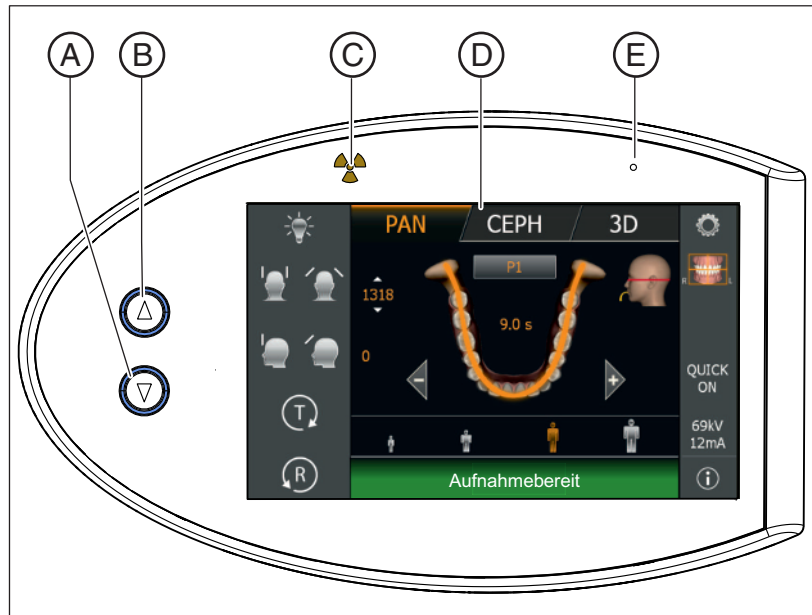 A B C D E
PAN CEPH 3D
P1
R L
1318
9.0 s
0
QUICK
ON
T
69kV
12mA
R
Aufnahmebereit
i